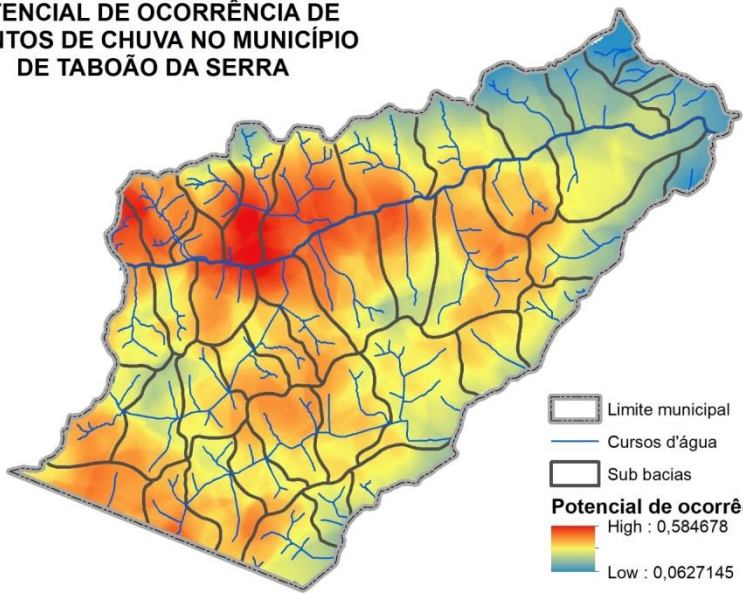 TENCIAL DE OCORRÊNCIA DE
NTOS DE CHUVA NO MUNICÍPIO
DE TABOÃO DA SERRA
Limite municipal
Cursos d'água
Sub bacias
Potencial de ocorrê
High : 0,584678
Low : 0,0627145